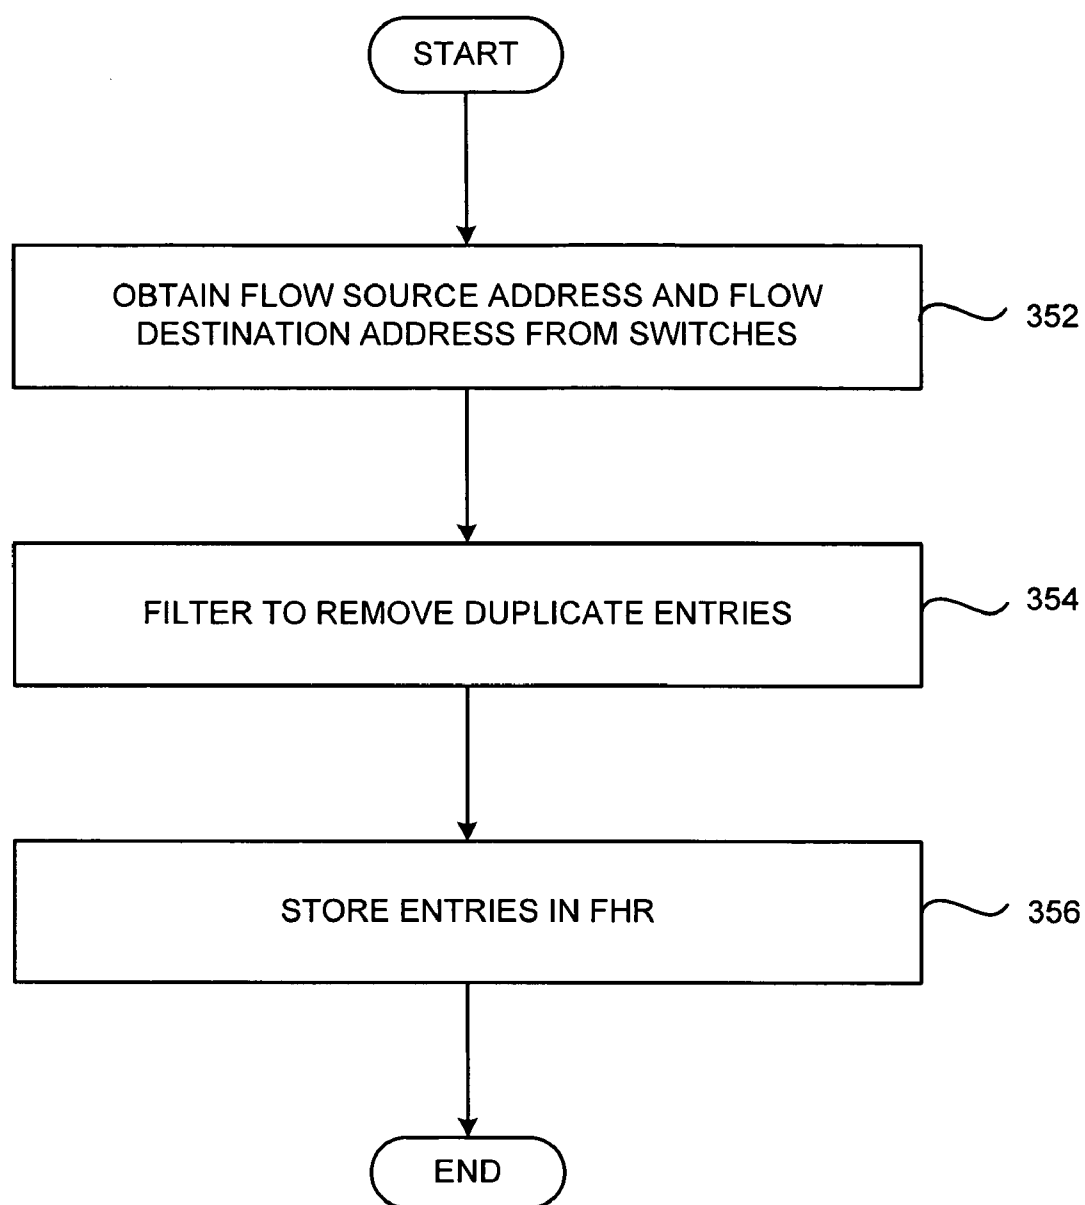 START
OBTAIN FLOW SOURCE ADDRESS AND FLOW
DESTINATION ADDRESS FROM SWITCHES
352
FILTER TO REMOVE DUPLICATE ENTRIES
354
STORE ENTRIES IN FHR
356
END